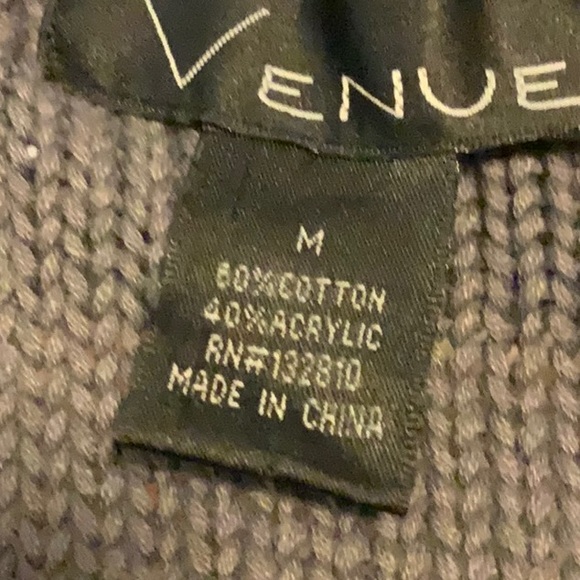 VENUE
M
60%COTTON
40%ACRYLIC
RN#132810
MADE IN CHINA